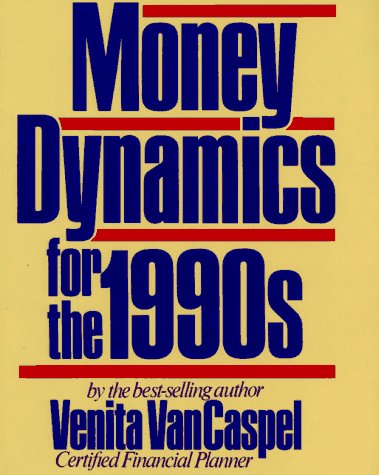 Money
Dynamics
for
the 1990s
by the best-selling author
Venita VanCaspel
Certified Financial Planner